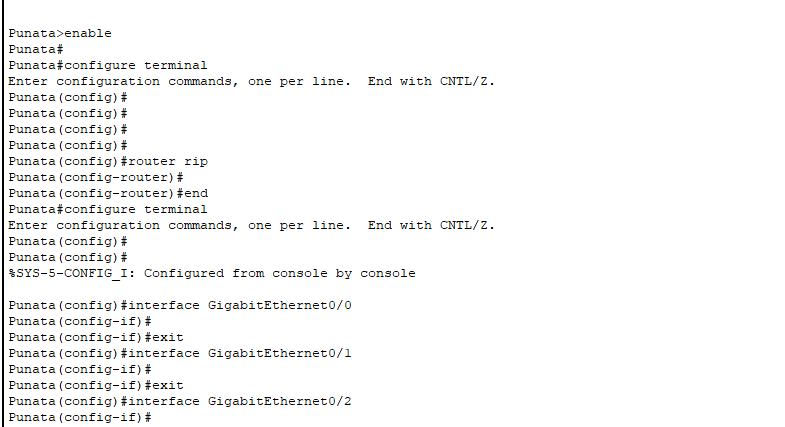 Punata>enable
Punata#
Punata#configure terminal
Enter configuration commands, one per line.  End with CNTL/Z.
Punata(config)#
Punata(config)#
Punata(config)#
Punata(config)#
Punata(config)#router rip
Punata(config-router)#
Punata(config-router)#end
Punata#configure terminal
Enter configuration commands, one per line.  End with CNTL/Z.
Punata(config)#
Punata(config)#
%SYS-5-CONFIG_I: Configured from console by console
Punata(config)#interface GigabitEthernet0/0
Punata(config-if)#
Punata(config-if)#exit
Punata(config)#interface GigabitEthernet0/1
Punata(config-if)#
Punata(config-if)#exit
Punata(config)#interface GigabitEthernet0/2
Punata(config-if)#